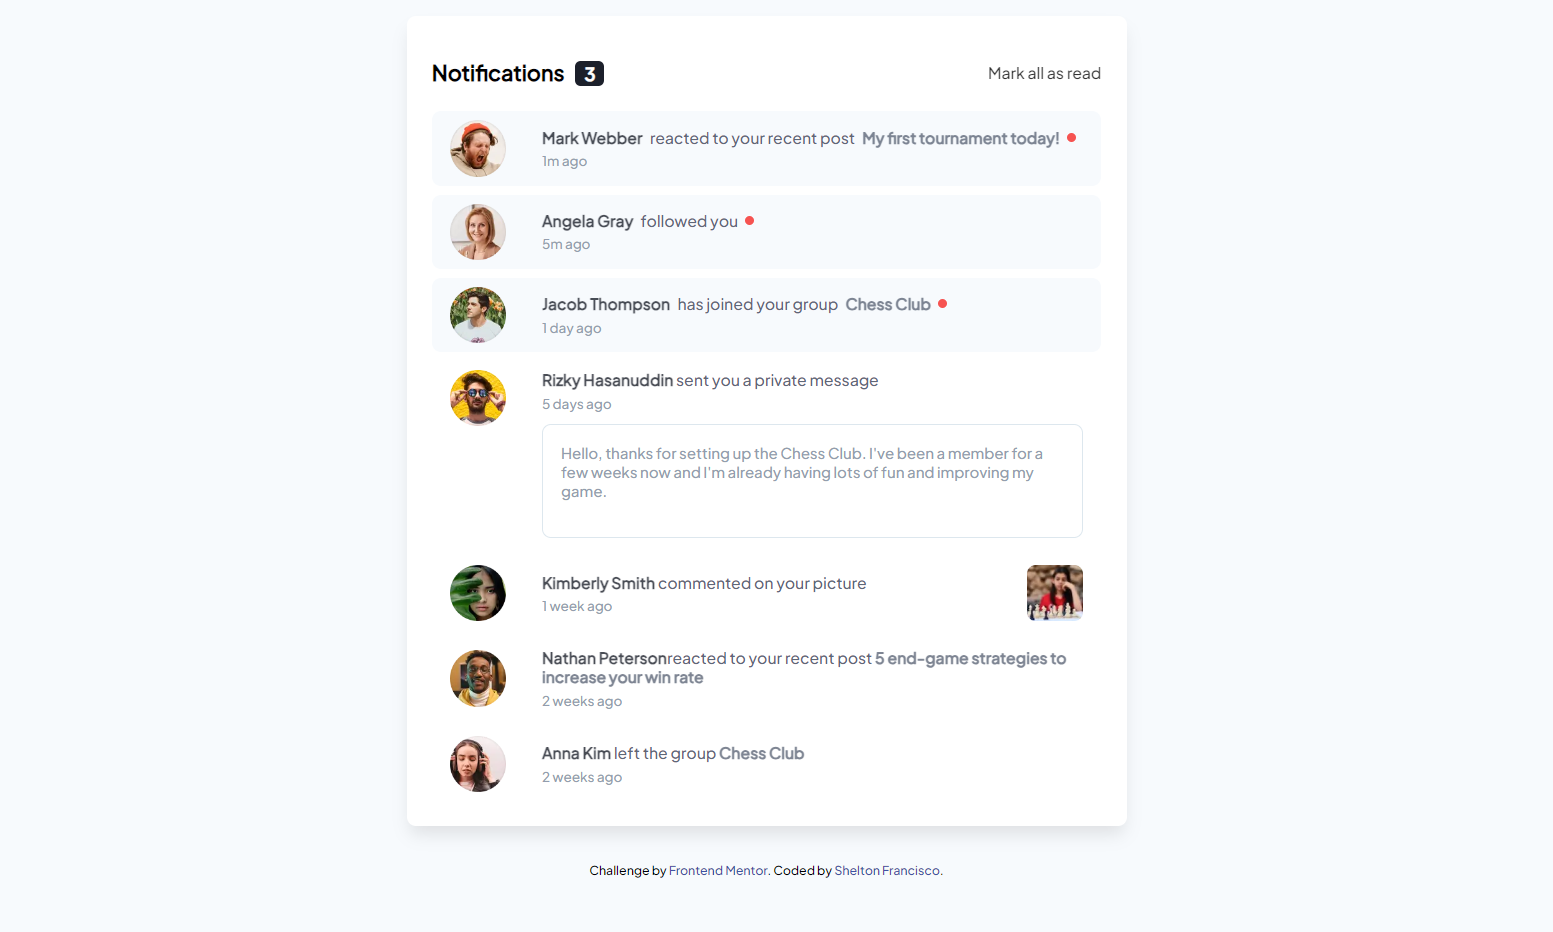 Notifications 3
Mark all as read
Mark Webber reacted to your recent post My first tournament today!
1m ago
Angela Gray followed you
5m ago
Jacob Thompson has joined your group Chess Club
1 day ago
Rizky Hasanuddin sent you a private message
5 days ago
Hello, thanks for setting up the Chess Club. I've been a member for a
few weeks now and I'm already having lots of fun and improving my
game.
Kimberly Smith commented on your picture
1 week ago
Nathan Petersonreacted to your recent post 5 end-game strategies to
increase your win rate
2 weeks ago
Anna Kim left the group Chess Club
2 weeks ago
Challenge by Frontend Mentor. Coded by Shelton Francisco.